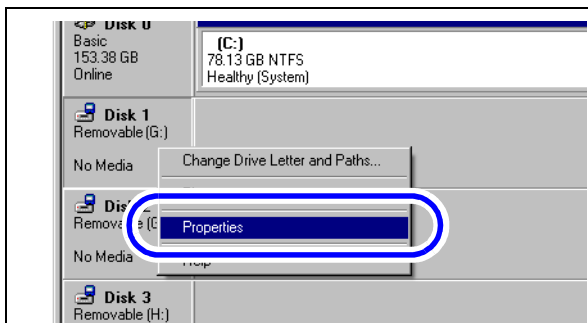 Disk 0
Basic
153.38 GB
Online
(C:)
78.13 GB NTFS
Healthy (System)
Disk 1
Removable (G:)
No Media
Change Drive Letter and Paths...
Properties
Help
No Media
Disk 3
Removable (H:)